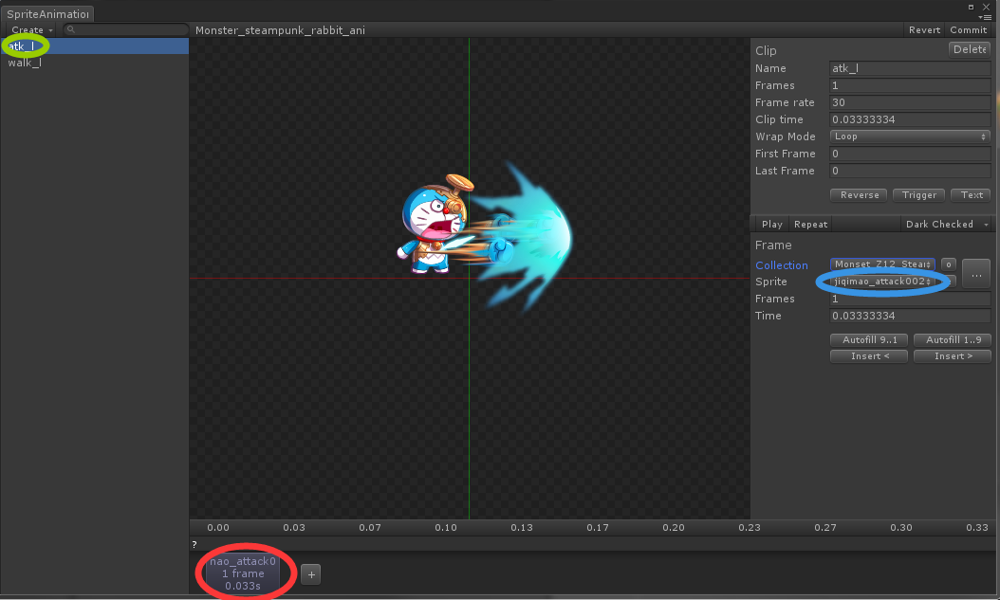 SpriteAnimation
Create
Monster_steampunk_rabbit_ani
Revert Commit
atk_l
walk_l
Clip
Delete
Name atk_l
Frames 1
Frame rate 30
Clip time 0.03333334
Wrap Mode Loop
First Frame 0
Last Frame 0
Reverse Trigger Text
Play Repeat Dark Checked
Frame
Collection Monset_Z12_Stear o
Sprite jiqimao_attack002
...
Frames 1
Time 0.03333334
Autofill 9..1 Autofill 1..9
Insert < Insert >
0.00 0.03 0.07 0.10 0.13 0.17 0.20 0.23 0.27 0.30 0.33
?
nao_attack0
1 frame
0.033s
+